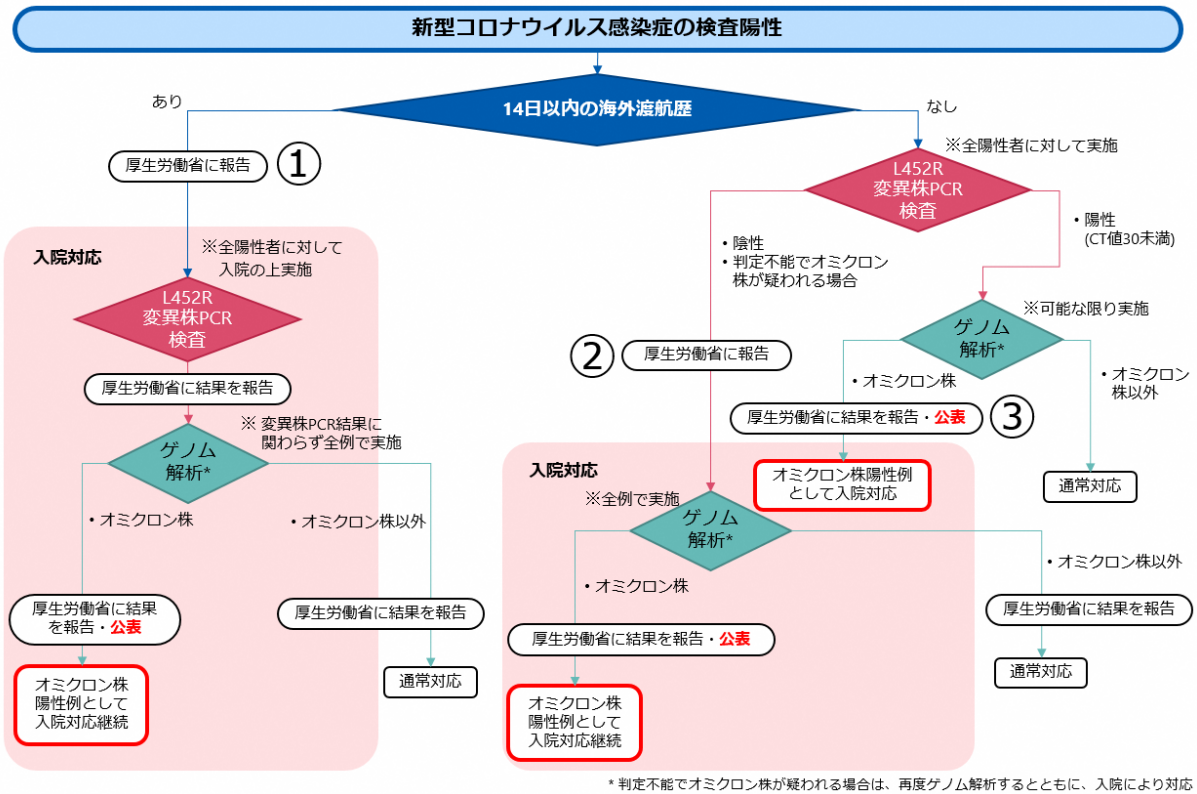 新型コロナウイルス感染症の検査陽性
14日以内の海外渡航歴
あり
なし
厚生労働省に報告
①
入院対応
※全陽性者に対して
入院の上実施
L452R
変異株PCR
検査
厚生労働省に結果を報告
※ 変異株PCR結果に
関わらず全例で実施
ゲノム
解析*
・オミクロン株
・オミクロン株以外
厚生労働省に結果
を報告・公表
厚生労働省に結果を報告
オミクロン株
陽性例として
入院対応継続
通常対応
※全陽性者に対して実施
L452R
変異株PCR
検査
・陰性
・判定不能でオミクロン
株が疑われる場合
・陽性
(CT値30未満)
②
厚生労働省に報告
※可能な限り実施
ゲノム
解析*
・オミクロン株
・オミクロン
株以外
厚生労働省に結果を報告・公表
③
オミクロン株陽性例
として入院対応
通常対応
入院対応
※全例で実施
ゲノム
解析*
・オミクロン株
・オミクロン株以外
厚生労働省に結果を報告・公表
厚生労働省に結果を報告
オミクロン株
陽性例として
入院対応継続
通常対応
* 判定不能でオミクロン株が疑われる場合は、再度ゲノム解析するとともに、入院により対応